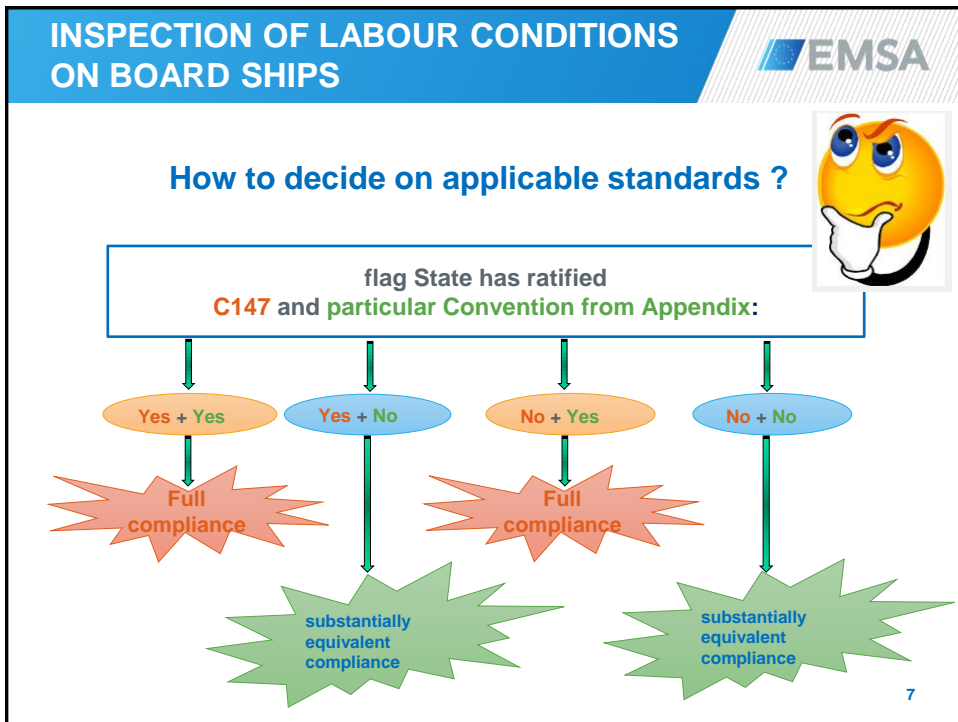 INSPECTION OF LABOUR CONDITIONS
ON BOARD SHIPS
EMSA
How to decide on applicable standards ?
flag State has ratified
C147 and particular Convention from Appendix:
Yes + Yes
Yes + No
No + Yes
No + No
Full
compliance
Full
compliance
substantially
equivalent
compliance
substantially
equivalent
compliance
7